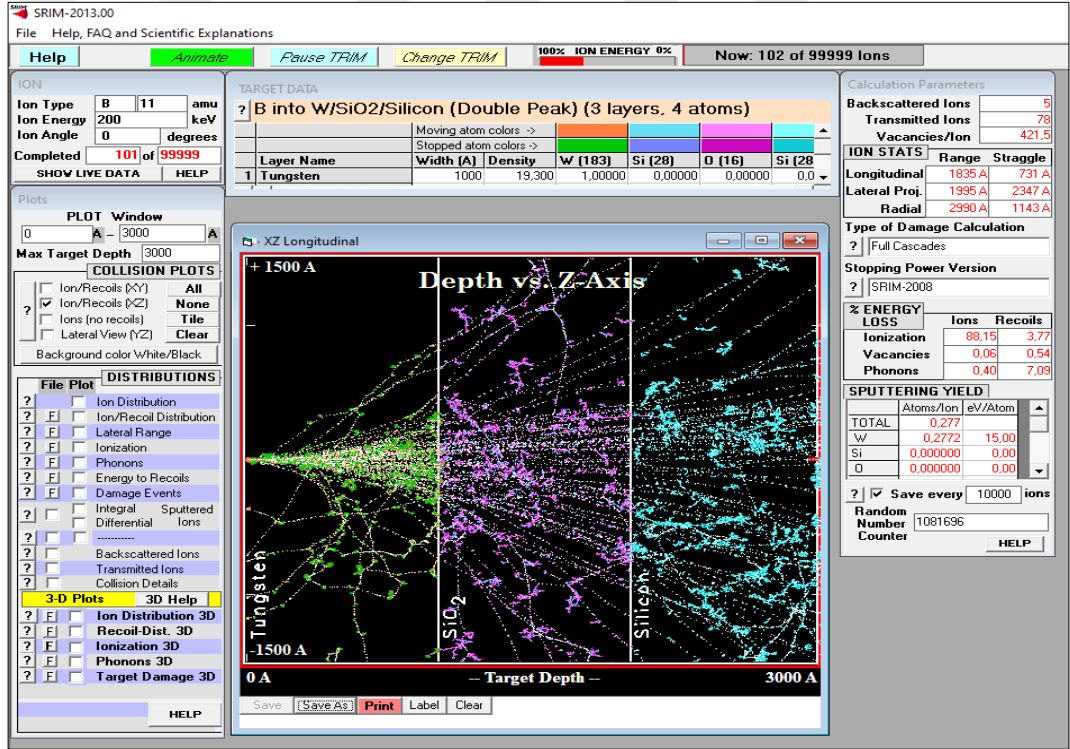 SRIM-2013.00
File Help, FAQ and Scientific Explanations
Help Animate Pause TRIM Change TRIM 100% ION ENERGY 0% Now: 102 of 99999 Ions
ION
Ion Type B 11 amu
Ion Energy 200 keV
Ion Angle 0 degrees
Completed 101 of 99999
SHOW LIVE DATA HELP
TARGET DATA
? B into W/SiO2/Silicon (Double Peak) (3 layers, 4 atoms)
Moving atom colors ->
Stopped atom colors ->
Layer Name Width (A) Density W (183) Si (28) O (16) Si (28
1 Tungsten 1000 19,300 1,00000 0,00000 0,00000 0,0
Plots
PLOT Window
0 A - 3000 A
Max Target Depth 3000
COLLISION PLOTS
?
Ion/Recoils (XY) All
Ion/Recoils (XZ) None
Ions (no recoils) Tile
Lateral View (YZ) Clear
Background color White/Black
File Plot DISTRIBUTIONS
? Ion Distribution
? F Ion/Recoil Distribution
? F Lateral Range
? F Ionization
? F Phonons
? F Energy to Recoils
? F Damage Events
? Integral Sputtered
Differential Ions
? ----------
? Backscattered Ions
? Transmitted Ions
? Collision Details
3-D Plots 3D Help
? F Ion Distribution 3D
? F Recoil-Dist. 3D
? F Ionization 3D
? F Phonons 3D
? F Target Damage 3D
HELP
XZ Longitudinal
+ 1500 A
Depth vs. Z-Axis
Tungsten
SiO2
Silicon
-1500 A
0 A -- Target Depth -- 3000 A
Save Save As Print Label Clear
Calculation Parameters
Backscattered Ions 5
Transmitted Ions 78
Vacancies/Ion 421,5
ION STATS Range Straggle
Longitudinal 1835 A 731 A
Lateral Proj. 1995 A 2347 A
Radial 2990 A 1143 A
Type of Damage Calculation
? Full Cascades
Stopping Power Version
? SRIM-2008
% ENERGY LOSS Ions Recoils
Ionization 88,15 3,77
Vacancies 0,06 0,54
Phonons 0,40 7,09
SPUTTERING YIELD
Atoms/Ion eV/Atom
TOTAL 0,277
W 0,2772 15,00
Si 0,000000 0,00
O 0,000000 0,00
? Save every 10000 ions
Random
Number 1081696
Counter
HELP